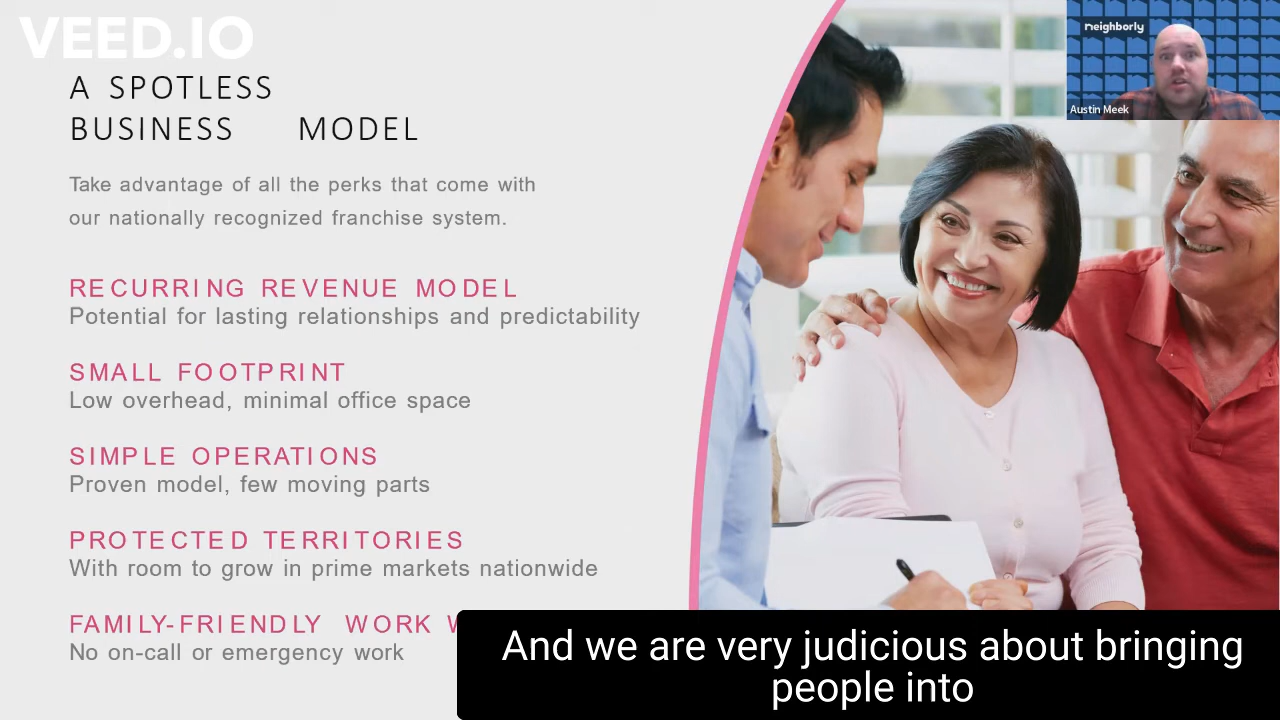 VEED.IO
A SPOTLESS
BUSINESS MODEL
Take advantage of all the perks that come with
our nationally recognized franchise system.
RECURRING REVENUE MODEL
Potential for lasting relationships and predictability
SMALL FOOTPRINT
Low overhead, minimal office space
SIMPLE OPERATIONS
Proven model, few moving parts
PROTECTED TERRITORIES
With room to grow in prime markets nationwide
FAMILY-FRIENDLY WORK
No on-call or emergency work
neighborly
Austin Meek
And we are very judicious about bringing
people into